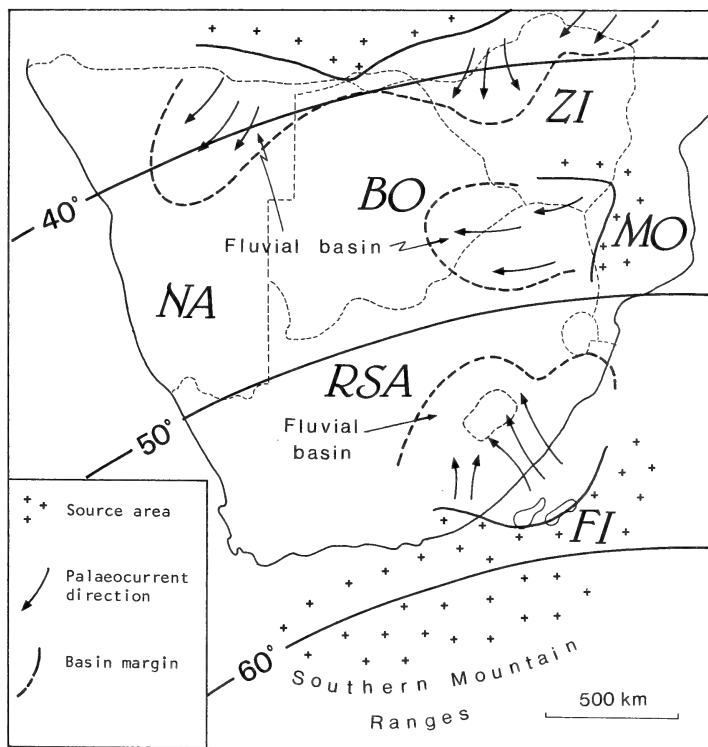 ZI
BO
MO
40°
Fluvial basin
NA
RSA
50°
Fluvial
basin
FI
Source area
Palaeocurrent
direction
Basin margin
60°
Southern Mountain
Ranges
500 km